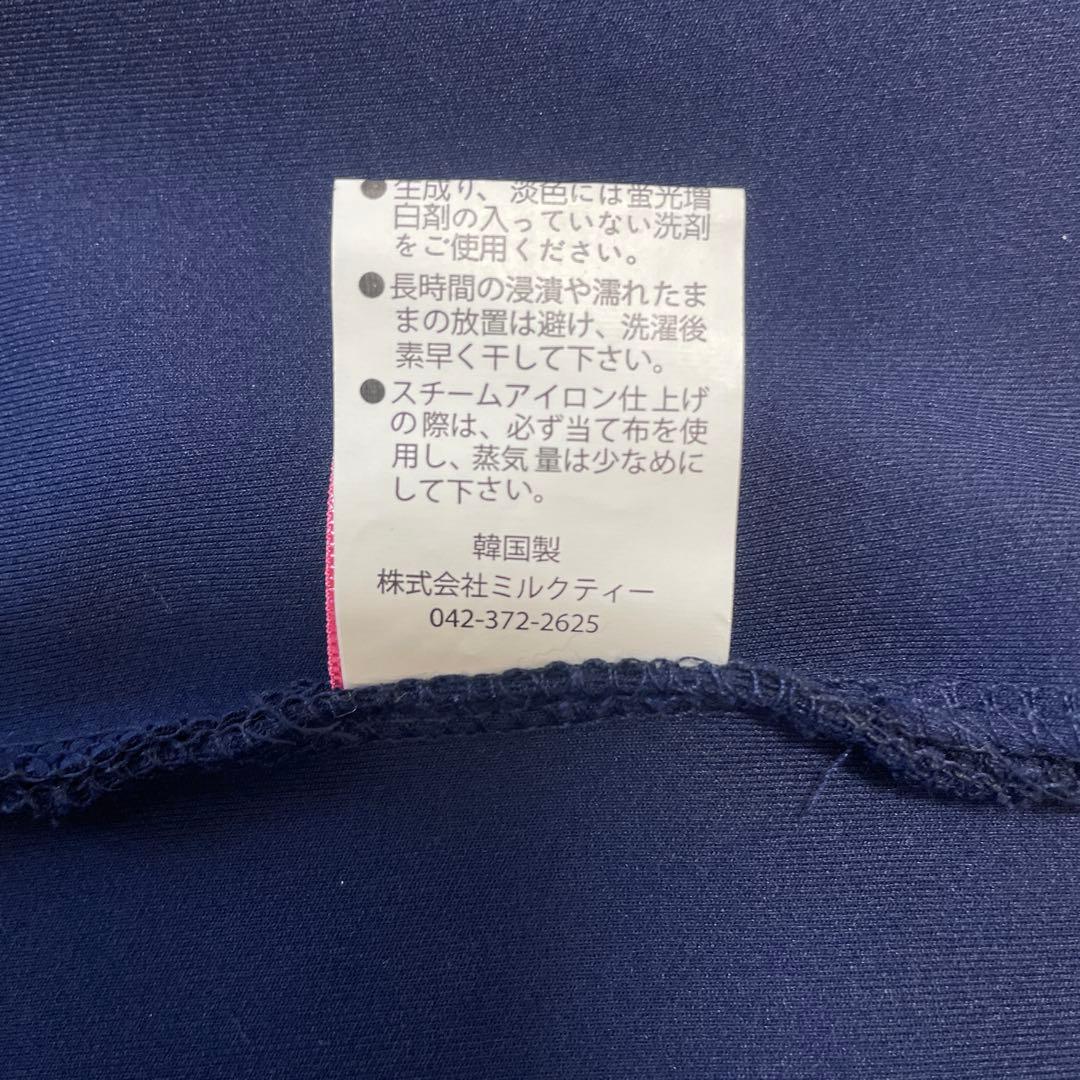 ●生成り、淡色には蛍光増
白剤の入っていない洗剤
をご使用ください。
●長時間の浸漬や濡れたま
まの放置は避け、洗濯後
素早く干して下さい。
●スチームアイロン仕上げ
の際は、必ず当て布を使
用し、蒸気量は少なめに
して下さい。
韓国製
株式会社ミルクティー
042-372-2625